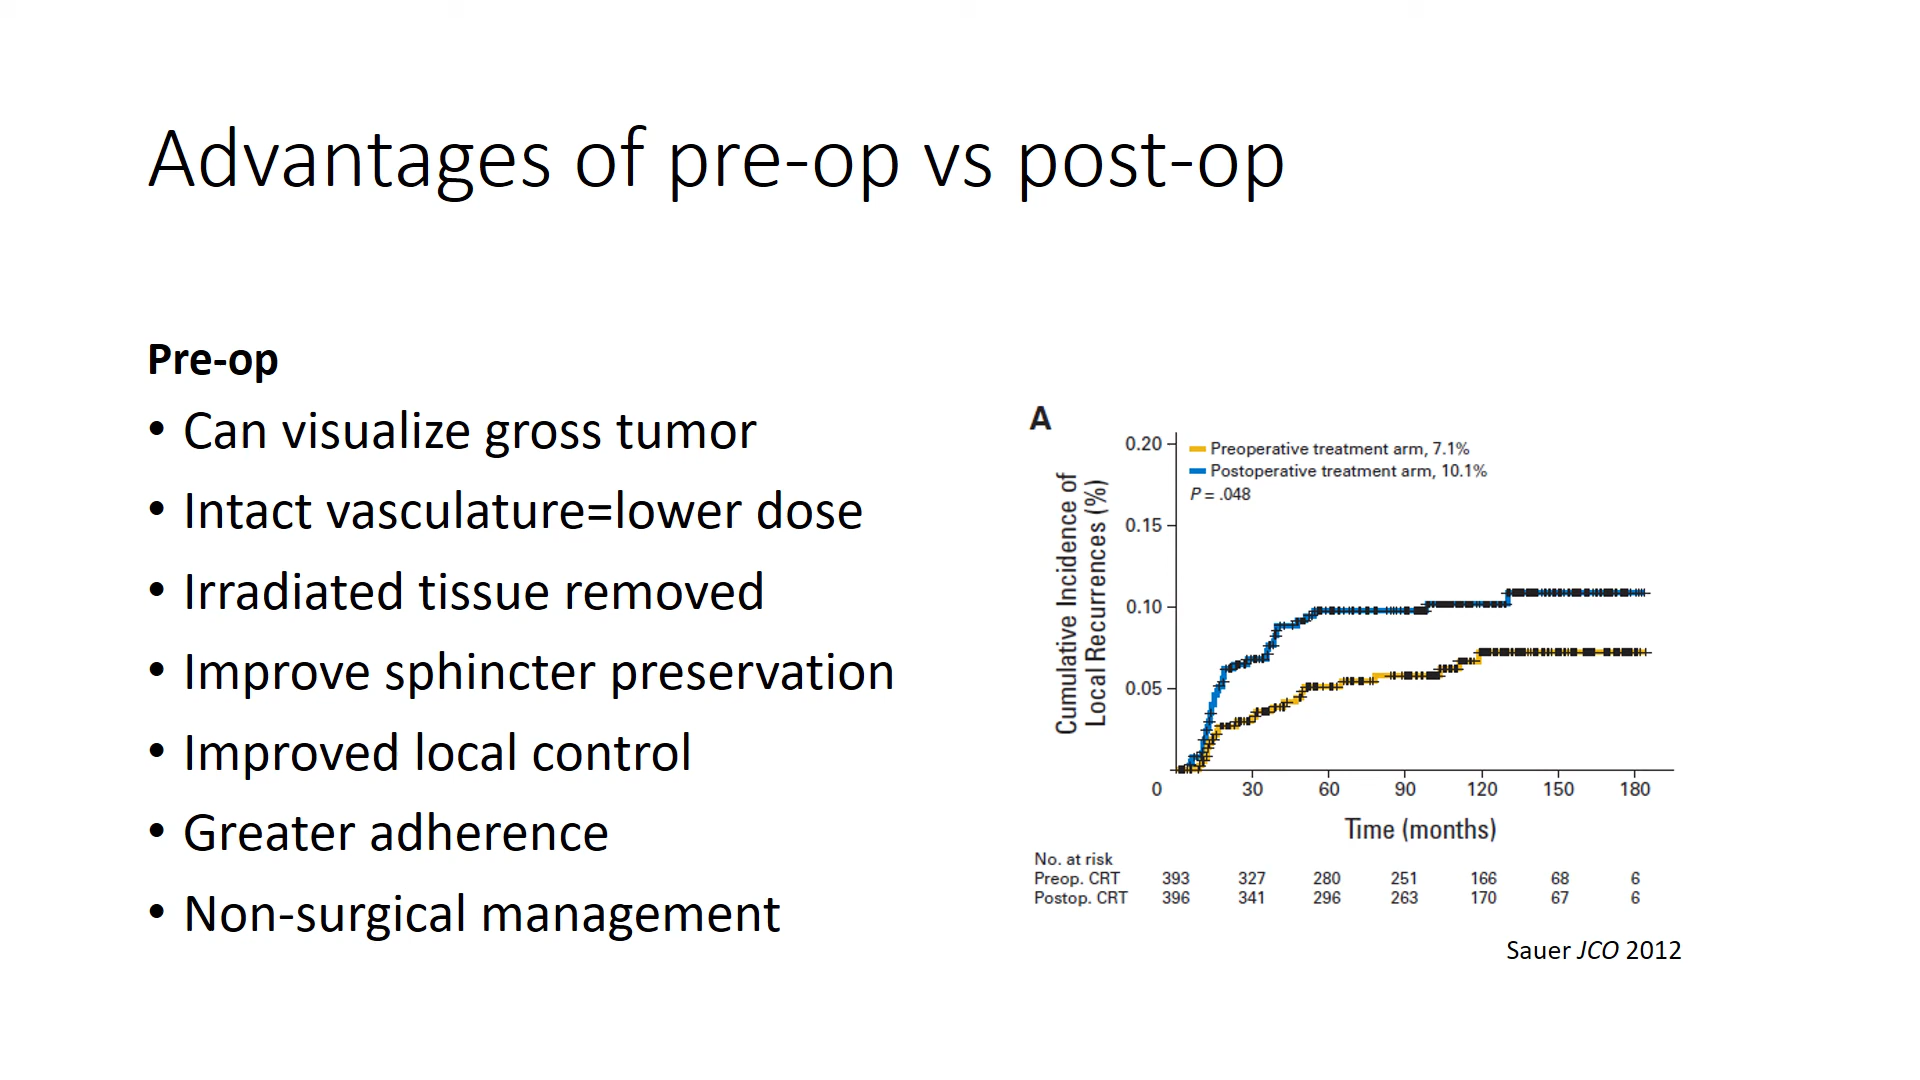 Advantages of pre-op vs post-op
Pre-op
• Can visualize gross tumor
• Intact vasculature=lower dose
• Irradiated tissue removed
• Improve sphincter preservation
• Improved local control
• Greater adherence
• Non-surgical management
A
Cumulative Incidence of
Local Recurrences (%)
0.20
0.15
0.10
0.05
Preoperative treatment arm, 7.1%
Postoperative treatment arm, 10.1%
P = .048
0 30 60 90 120 150 180
Time (months)
No. at risk
Preop. CRT 393 327 280 251 166 68 6
Postop. CRT 396 341 296 263 170 67 6
Sauer JCO 2012